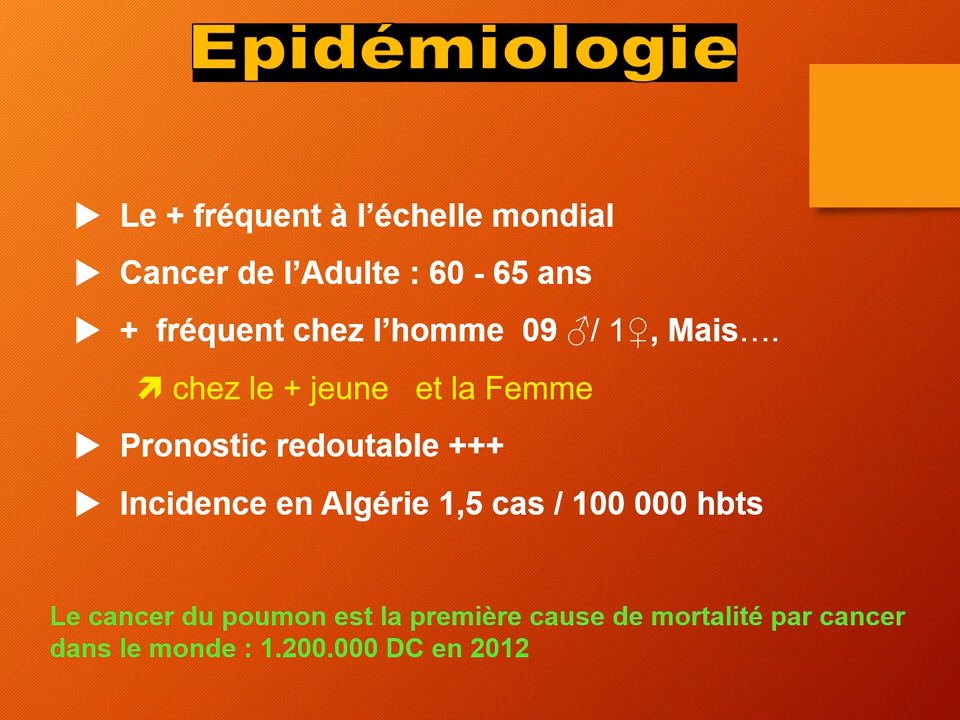 Epidémiologie
▶ Le + fréquent à l’échelle mondial
▶ Cancer de l’Adulte : 60 - 65 ans
▶ + fréquent chez l’homme 09 ♂/ 1♀, Mais….
↗ chez le + jeune et la Femme
▶ Pronostic redoutable +++
▶ Incidence en Algérie 1,5 cas / 100 000 hbts
Le cancer du poumon est la première cause de mortalité par cancer
dans le monde : 1.200.000 DC en 2012